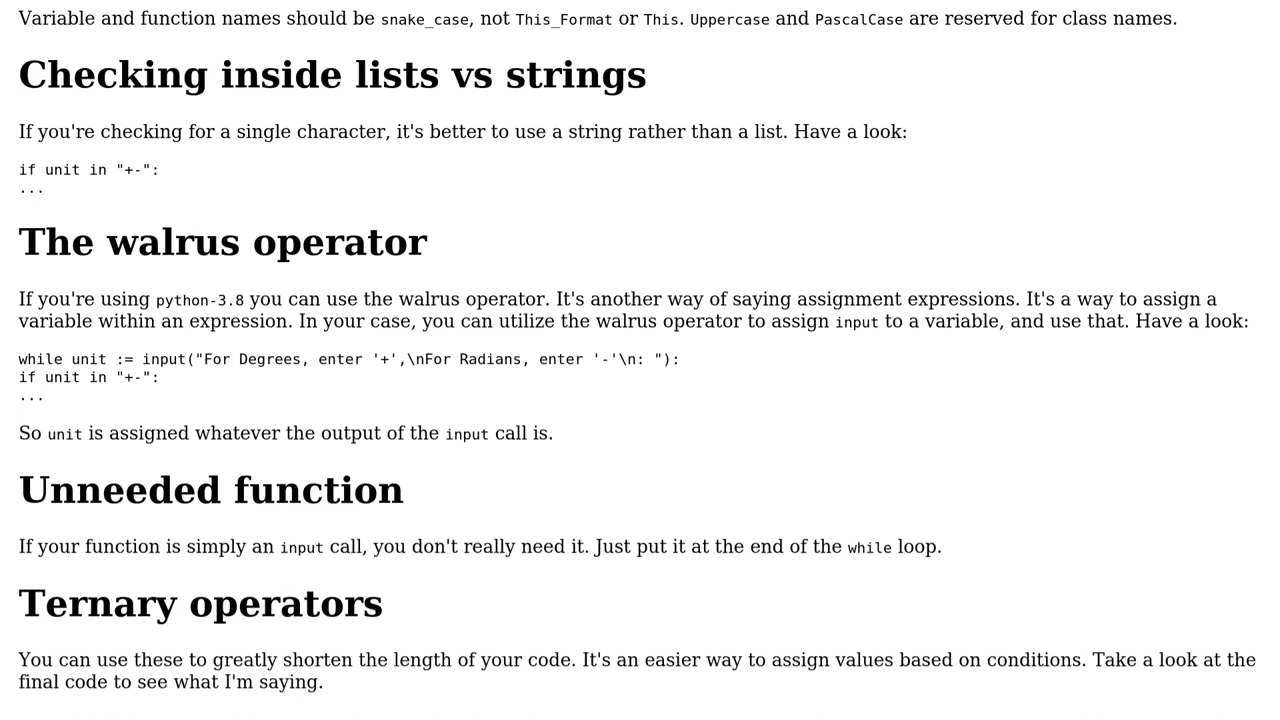 Variable and function names should be snake_case, not This_Format or This. Uppercase and PascalCase are reserved for class names.
Checking inside lists vs strings
If you're checking for a single character, it's better to use a string rather than a list. Have a look:
if unit in "+-":
...
The walrus operator
If you're using python-3.8 you can use the walrus operator. It's another way of saying assignment expressions. It's a way to assign a
variable within an expression. In your case, you can utilize the walrus operator to assign input to a variable, and use that. Have a look:
while unit := input("For Degrees, enter '+',\nFor Radians, enter '-'\n: "):
if unit in "+-":
...
So unit is assigned whatever the output of the input call is.
Unneeded function
If your function is simply an input call, you don't really need it. Just put it at the end of the while loop.
Ternary operators
You can use these to greatly shorten the length of your code. It's an easier way to assign values based on conditions. Take a look at the
final code to see what I'm saying.